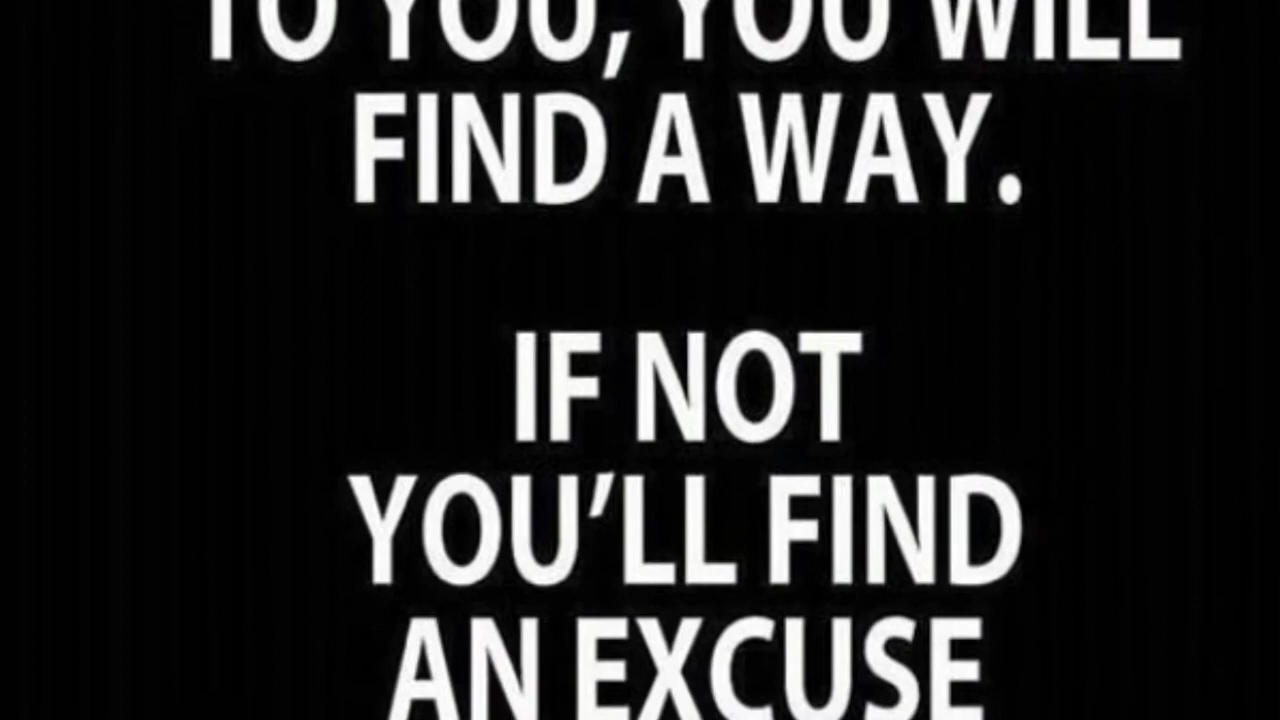 TO YOU, YOU WILL
FIND A WAY.
IF NOT
YOU’LL FIND
AN EXCUSE